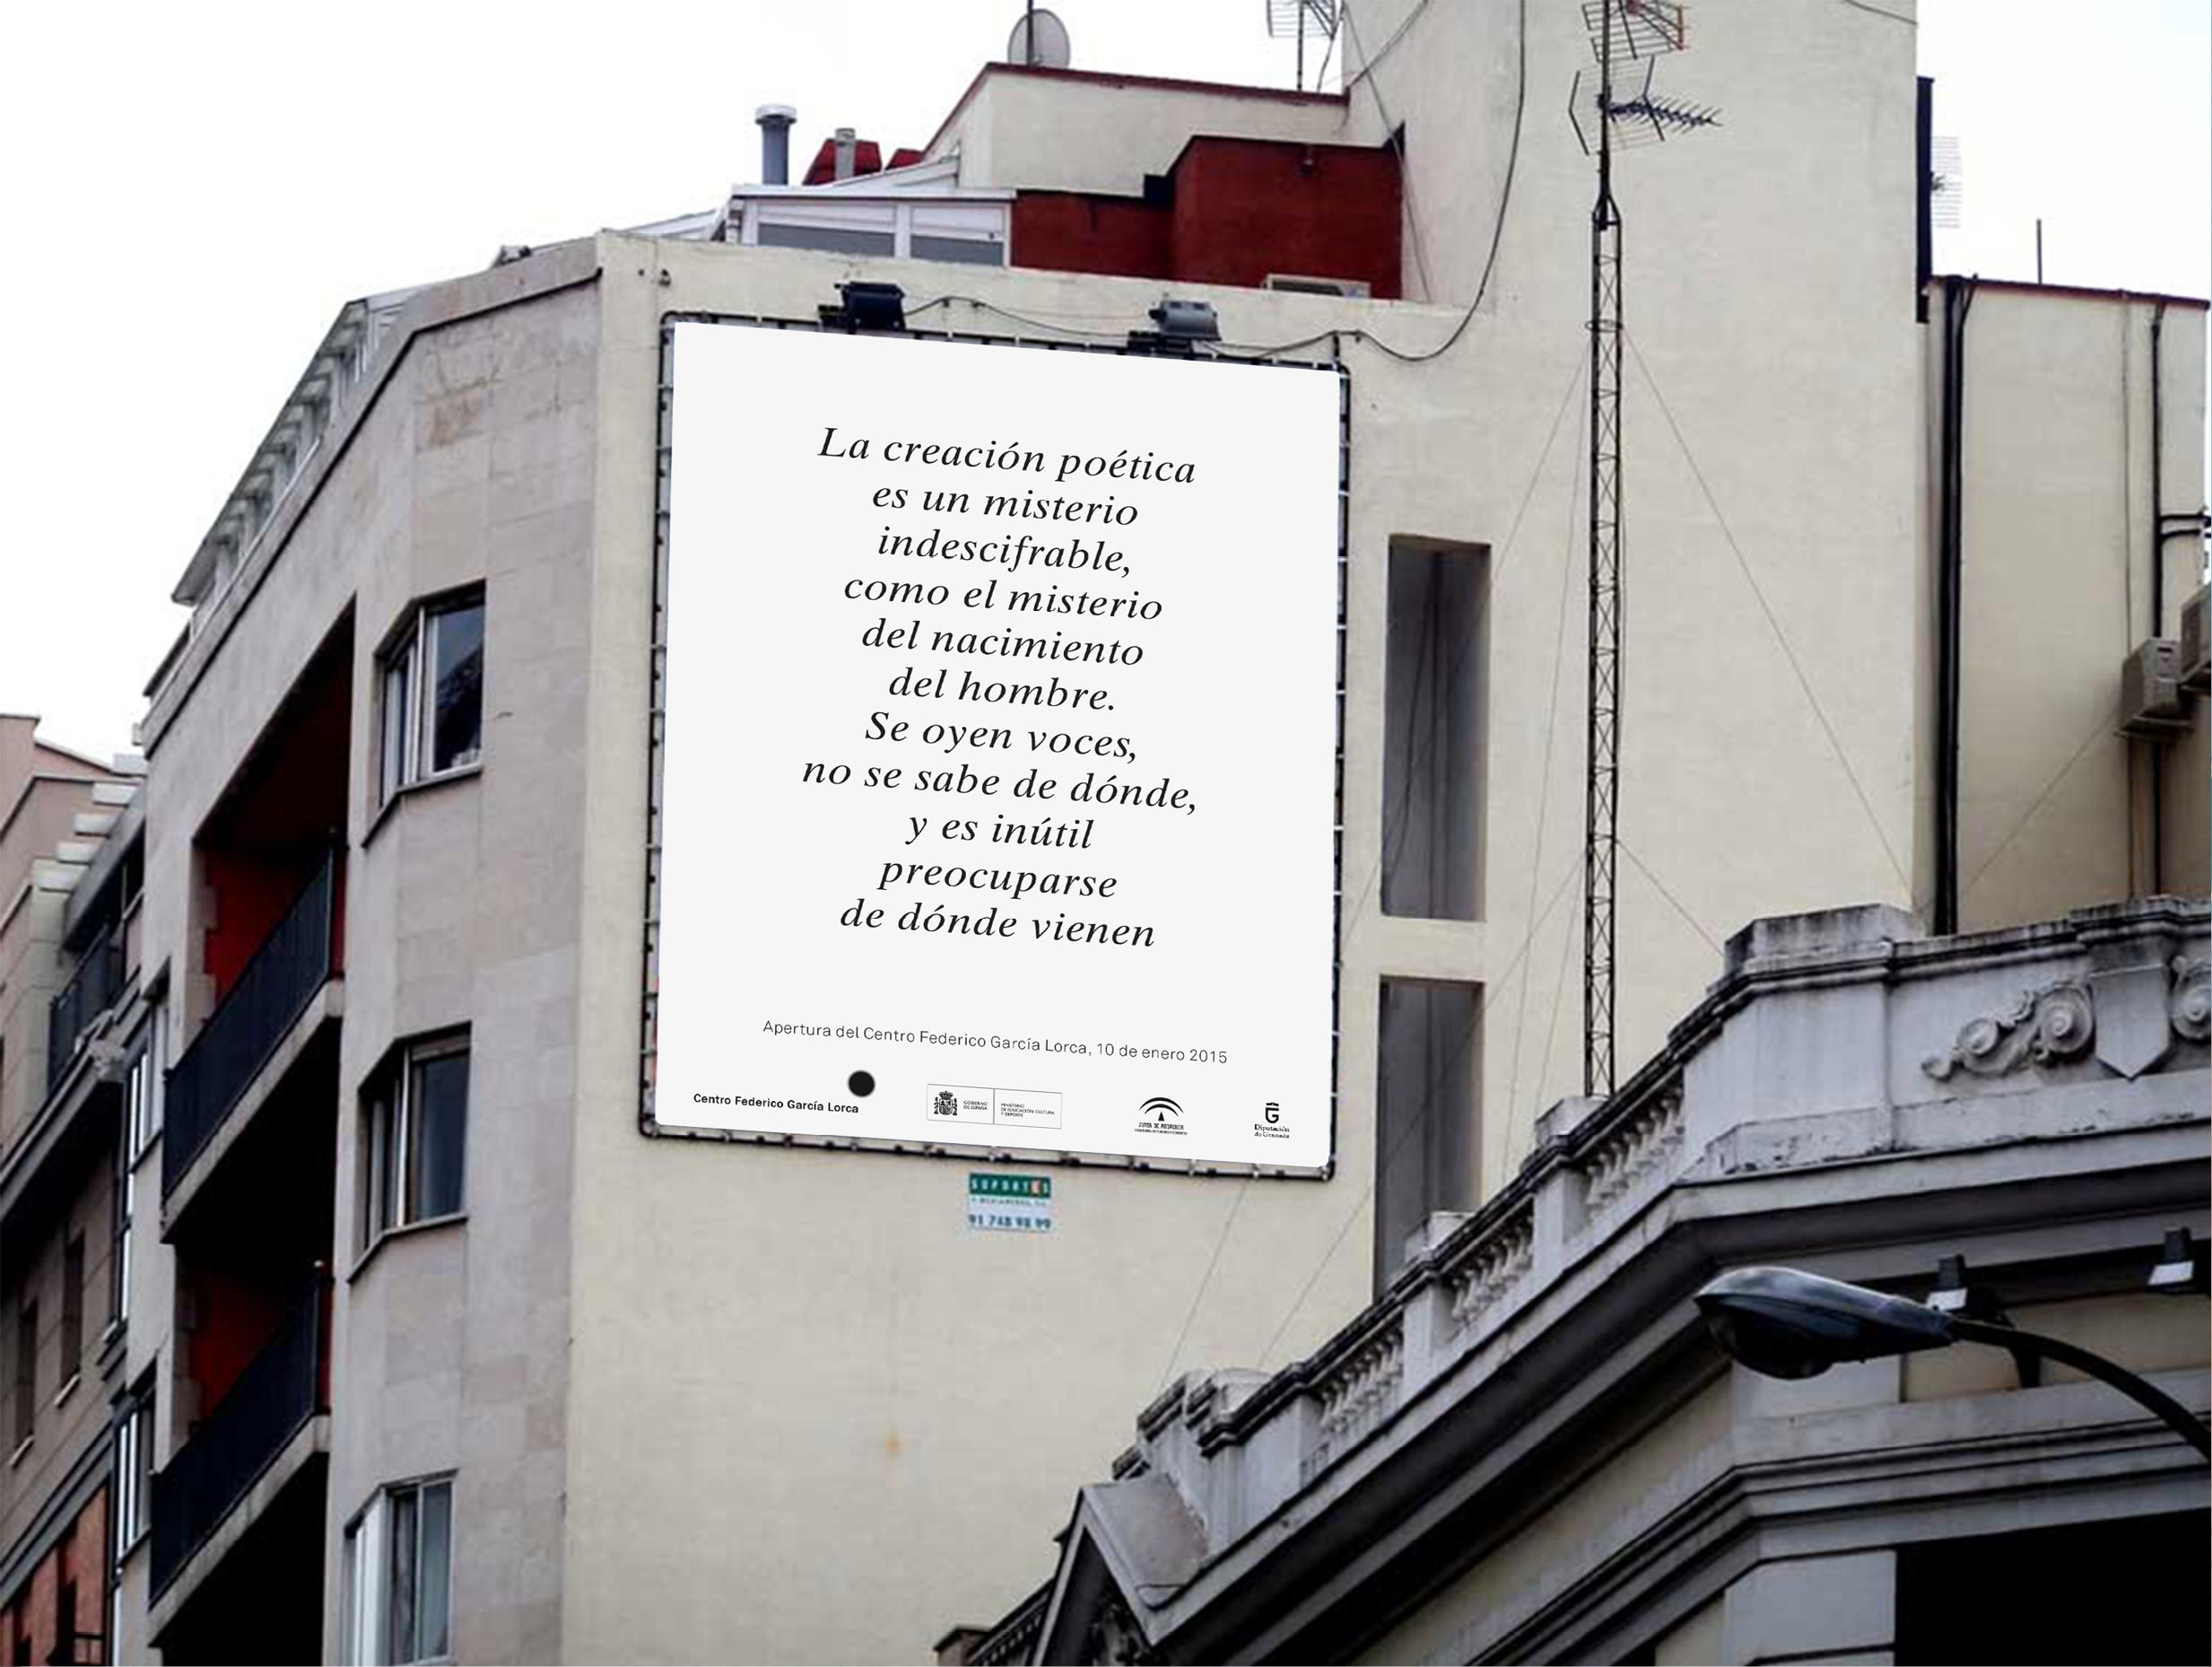 La creación poética
es un misterio
indescifrable,
como el misterio
del nacimiento
del hombre.
Se oyen voces,
no se sabe de dónde,
y es inútil
preocuparse
de dónde vienen
Apertura del Centro Federico García Lorca, 10 de enero 2015
Centro Federico García Lorca
GOBIERNO
DE ESPAÑA
MINISTERIO
DE EDUCACIÓN, CULTURA
Y DEPORTE
JUNTA DE ANDALUCIA
Diputación
de Granada
SUPORTES
91 748 98 99